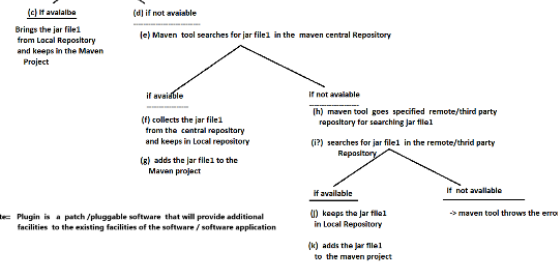 (c) If avalalbe
(d) if not avaiable
Brings the jar file1
from Local Repository
and keeps in the Maven
Project
(e) Maven tool searches for jar file1 in the maven central Repository
if avaiable
If not available
(f) collects the jar file1
from the central repository
and keeps in Local repository
(g) adds the jar file1 to the
Maven project
(h) maven tool goes specified remote/third party
repository for searching jar file1
(i?) searches for jar file1 in the remote/thrid party
Repository
if available
If not available
(j) keeps the jar file1
in Local Repository
-> maven tool throws the error
(k) adds the jar file1
to the maven project
te:: Plugin is a patch /pluggable software that will provide additional
facilities to the existing facilities of the software / software application